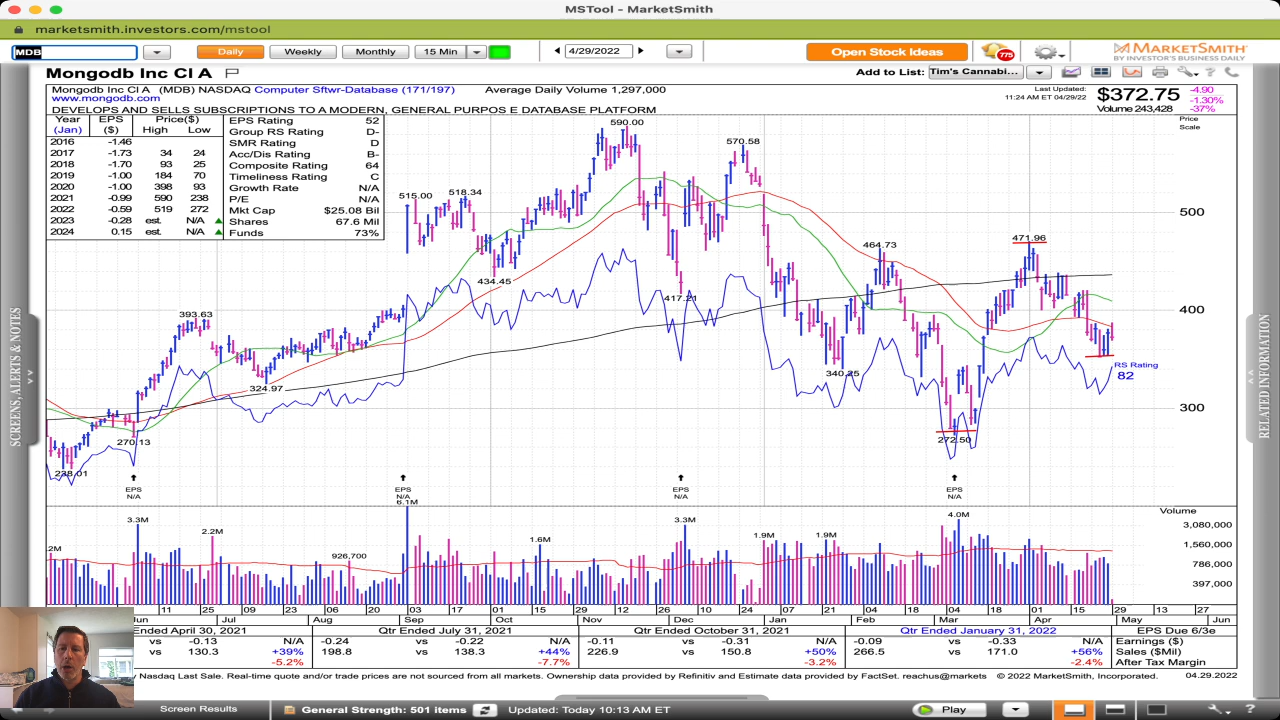 MSTool - MarketSmith
marketsmith.investors.com/mstool
MDB Daily Weekly Monthly 15 Min 4/29/2022 Open Stock Ideas 775 MARKETSMITH
BY INVESTOR'S BUSINESS DAILY
Mongodb Inc Cl A Add to List: Tim's Cannabi...
Mongodb Inc Cl A (MDB) NASDAQ Computer Sftwr-Database (171/197) Average Daily Volume 1,297,000
www.mongodb.com
DEVELOPS AND SELLS SUBSCRIPTIONS TO A MODERN, GENERAL PURPOSE DATABASE PLATFORM
Last Updated:
11:24 AM ET 04/29/22
$372.75 -4.90
-1.30%
Volume 243,428 -37%
Year EPS Price($)
(Jan) ($) High Low
2016 -1.46
2017 -1.73 34 24
2018 -1.70 93 25
2019 -1.00 184 70
2020 -1.00 398 93
2021 -0.99 590 238
2022 -0.59 519 272
2023 -0.28 est. N/A
2024 0.15 est. N/A
EPS Rating 52
Group RS Rating D-
SMR Rating D
Acc/Dis Rating B-
Composite Rating 64
Timeliness Rating C
Growth Rate N/A
P/E N/A
Mkt Cap $25.08 Bil
Shares 67.6 Mil
Funds 73%
Price
Scale
590.00
570.58
515.00 518.34
500
471.96
464.73
434.45
417.21
400
393.63
340.25
RS Rating
82
324.97
300
270.13
272.50
238.01
EPS
N/A
EPS
N/A
EPS
N/A
EPS
N/A
SCREENS, ALERTS & NOTES
RELATED INFORMATION
Volume
6.1M
4.0M
3.3M
3.3M
2.2M
1.9M
1.9M
1.6M
926,700
.2M
3,080,000
1,560,000
786,000
397,000
11 25 09 23 06 20 03 17 01 15 29 12 26 10 24 07 21 04 18 04 18 01 15 29 13 27
Jun Jul Aug Sep Oct Nov Dec Jan Feb Mar Apr May Jun
Ended April 30, 2021 Qtr Ended July 31, 2021 Qtr Ended October 31, 2021 Qtr Ended January 31, 2022 EPS Due 6/3e
vs -0.13 N/A -0.24 vs -0.22 N/A -0.11 vs -0.31 N/A -0.09 vs -0.33 N/A Earnings ($)
vs 130.3 +39% 198.8 vs 138.3 +44% 226.9 vs 150.8 +50% 266.5 vs 171.0 +56% Sales ($Mil)
-5.2% -7.7% -3.2% -2.4% After Tax Margin
y Nasdaq Last Sale. Real-time quote and/or trade prices are not sourced from all markets. Ownership data provided by Refinitiv and Estimate data provided by FactSet. reachus@markets © 2022 MarketSmith, Incorporated. 04.29.2022
Screen Results General Strength: 501 items Updated: Today 10:13 AM ET Play